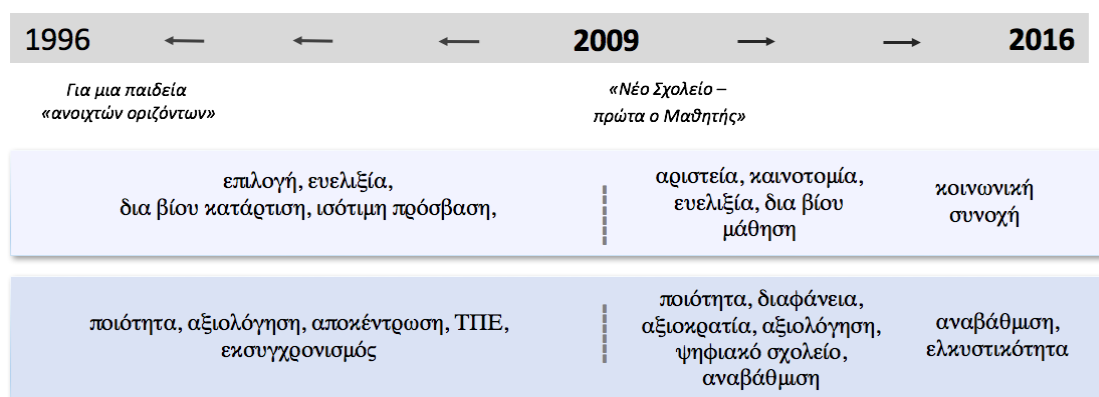 1996 2009 2016
Για μια παιδεία
«ανοιχτών οριζόντων»
«Νέο Σχολείο –
πρώτα ο Μαθητής»
επιλογή, ευελιξία,
δια βίου κατάρτιση, ισότιμη πρόσβαση,
αριστεία, καινοτομία,
ευελιξία, δια βίου
μάθηση
κοινωνική
συνοχή
ποιότητα, αξιολόγηση, αποκέντρωση, ΤΠΕ,
εκσυγχρονισμός
ποιότητα, διαφάνεια,
αξιοκρατία, αξιολόγηση,
ψηφιακό σχολείο,
αναβάθμιση
αναβάθμιση,
ελκυστικότητα